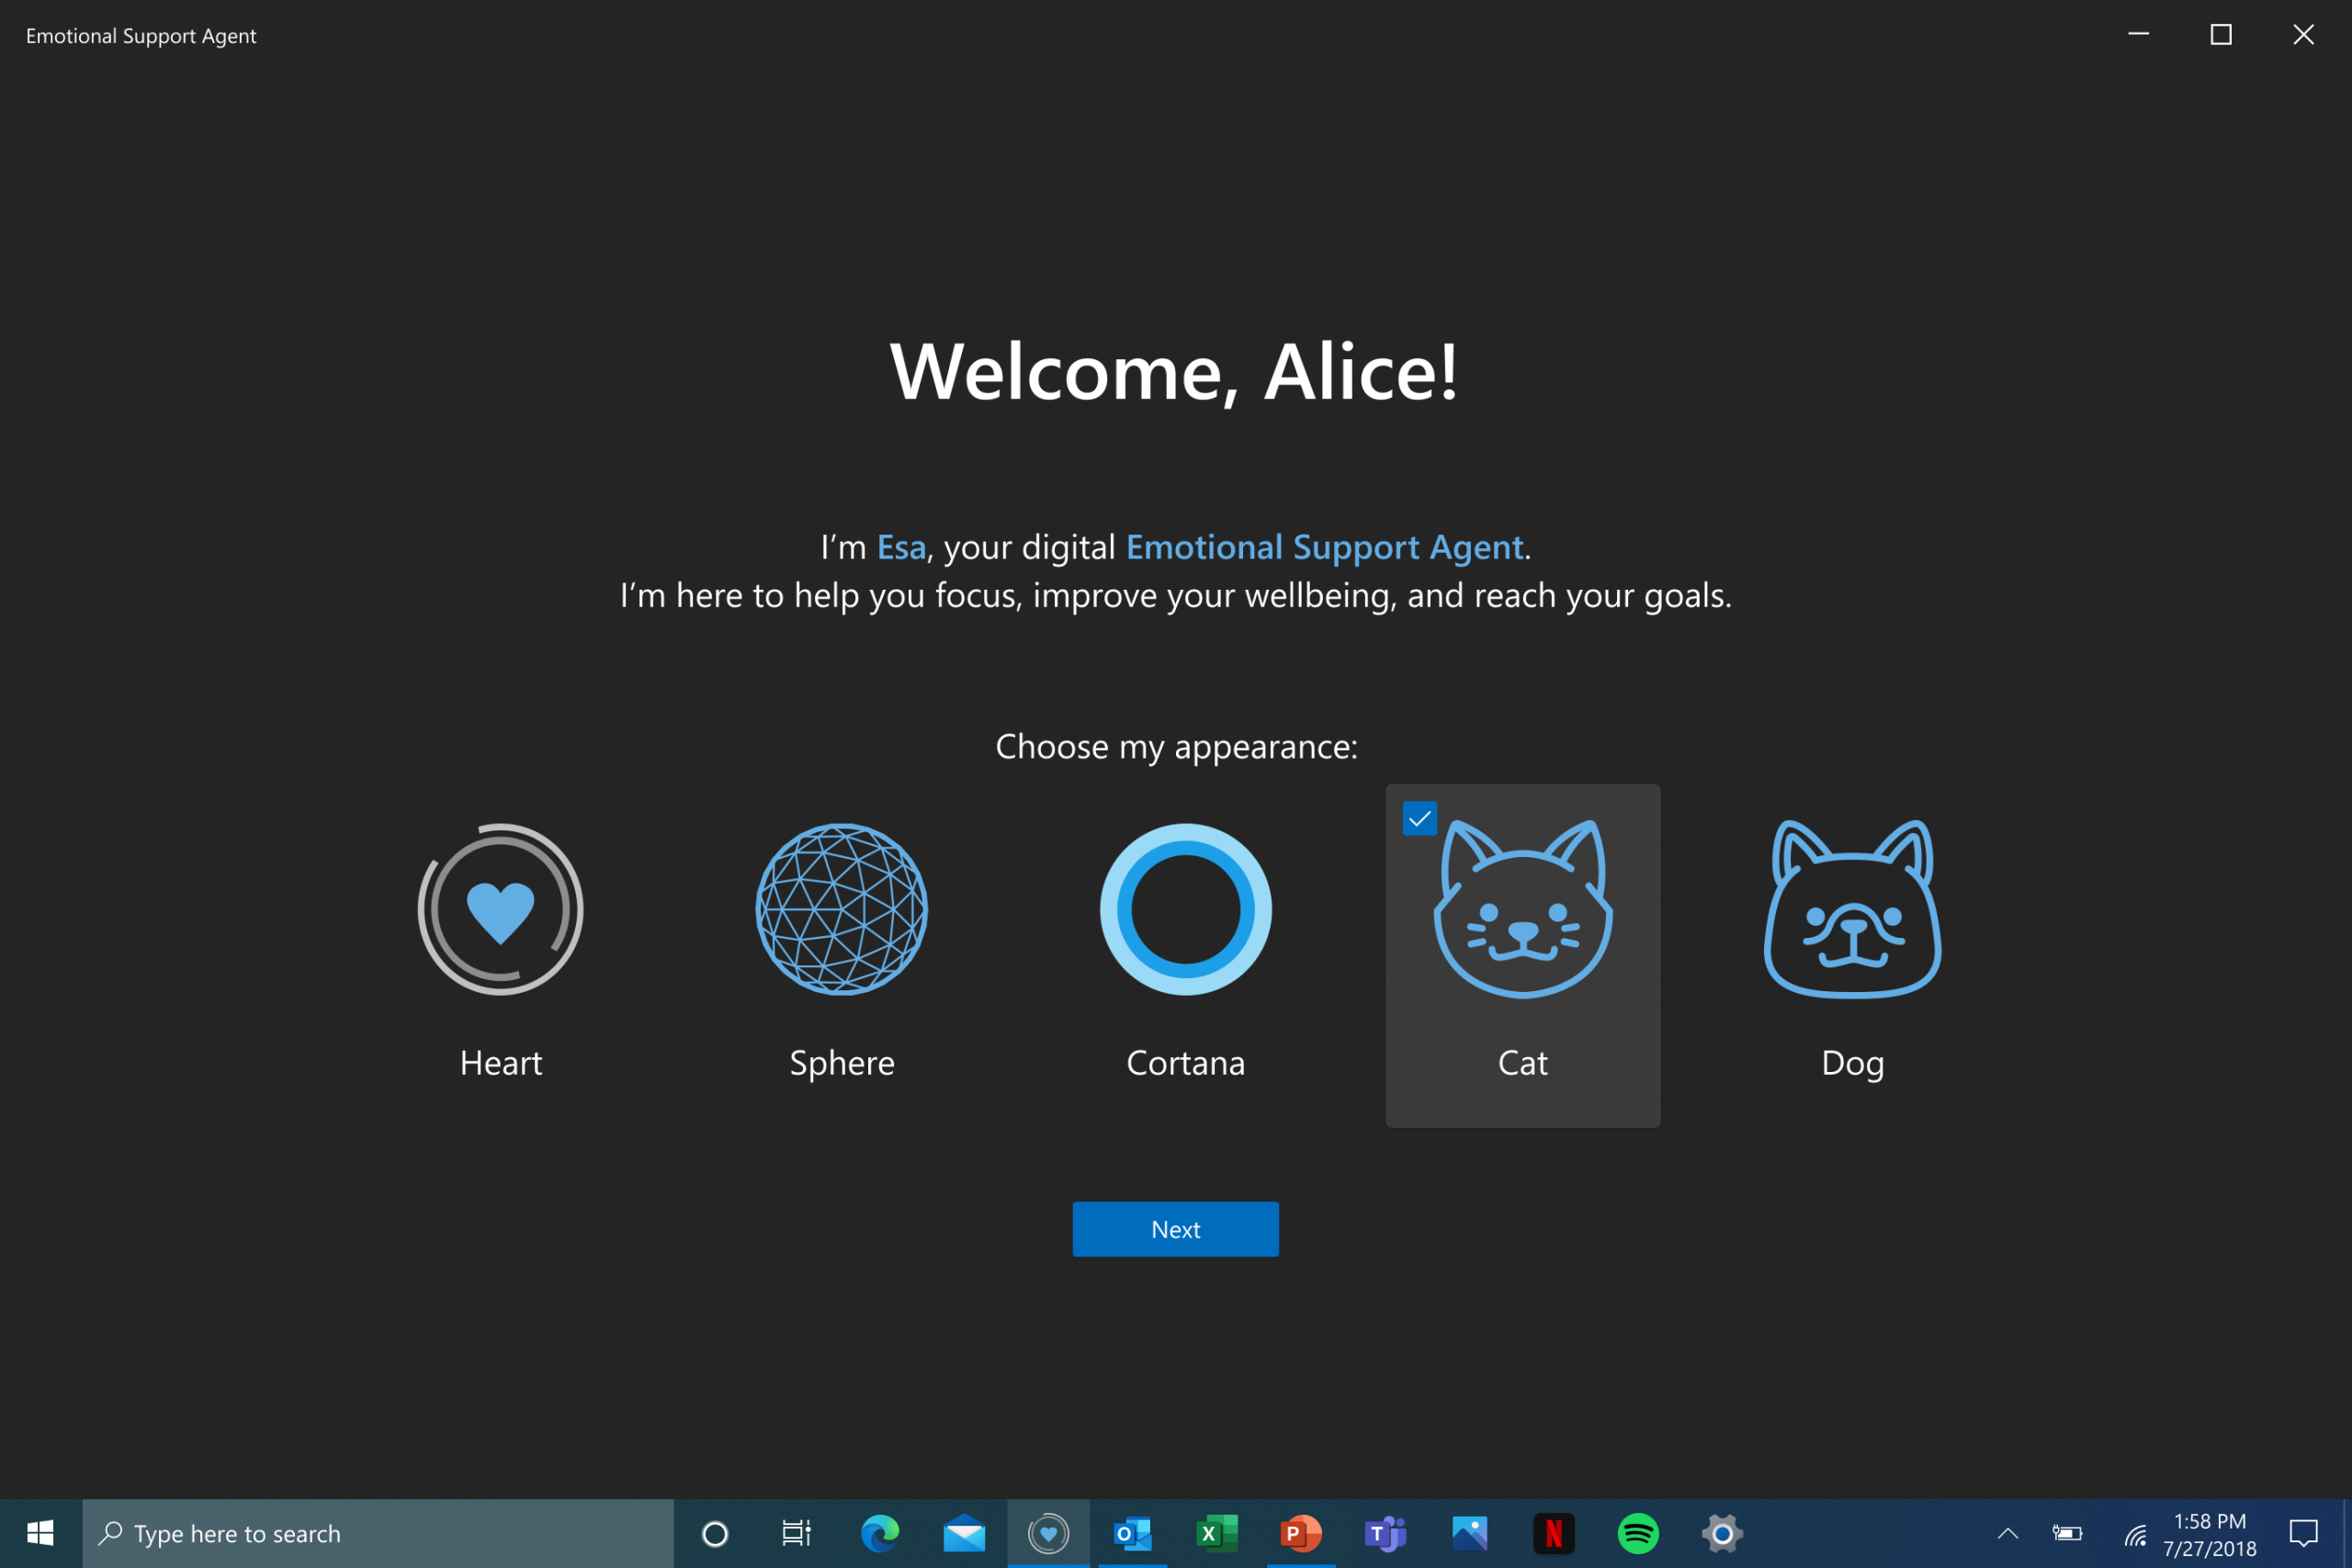 Emotional Support Agent
Welcome, Alice!
I’m Esa, your digital Emotional Support Agent.
I’m here to help you focus, improve your wellbeing, and reach your goals.
Choose my appearance:
Heart
Sphere
Cortana
Cat
Dog
Next
Type here to search
O
X
P
T
N
1:58 PM
7/27/2018